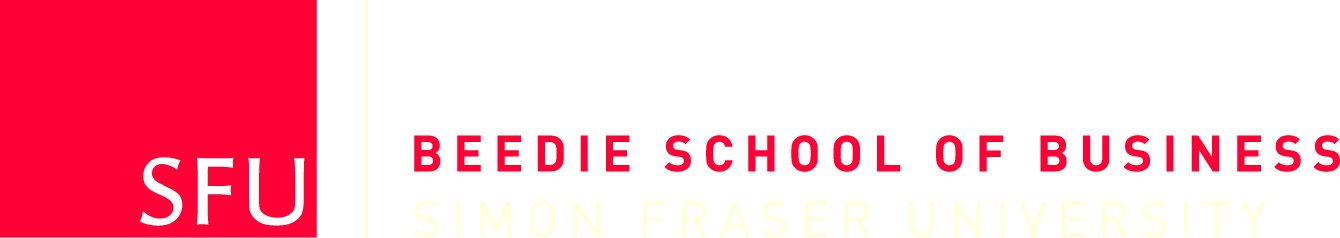 SFU
BEEDIE SCHOOL OF BUSINESS
SIMON FRASER UNIVERSITY